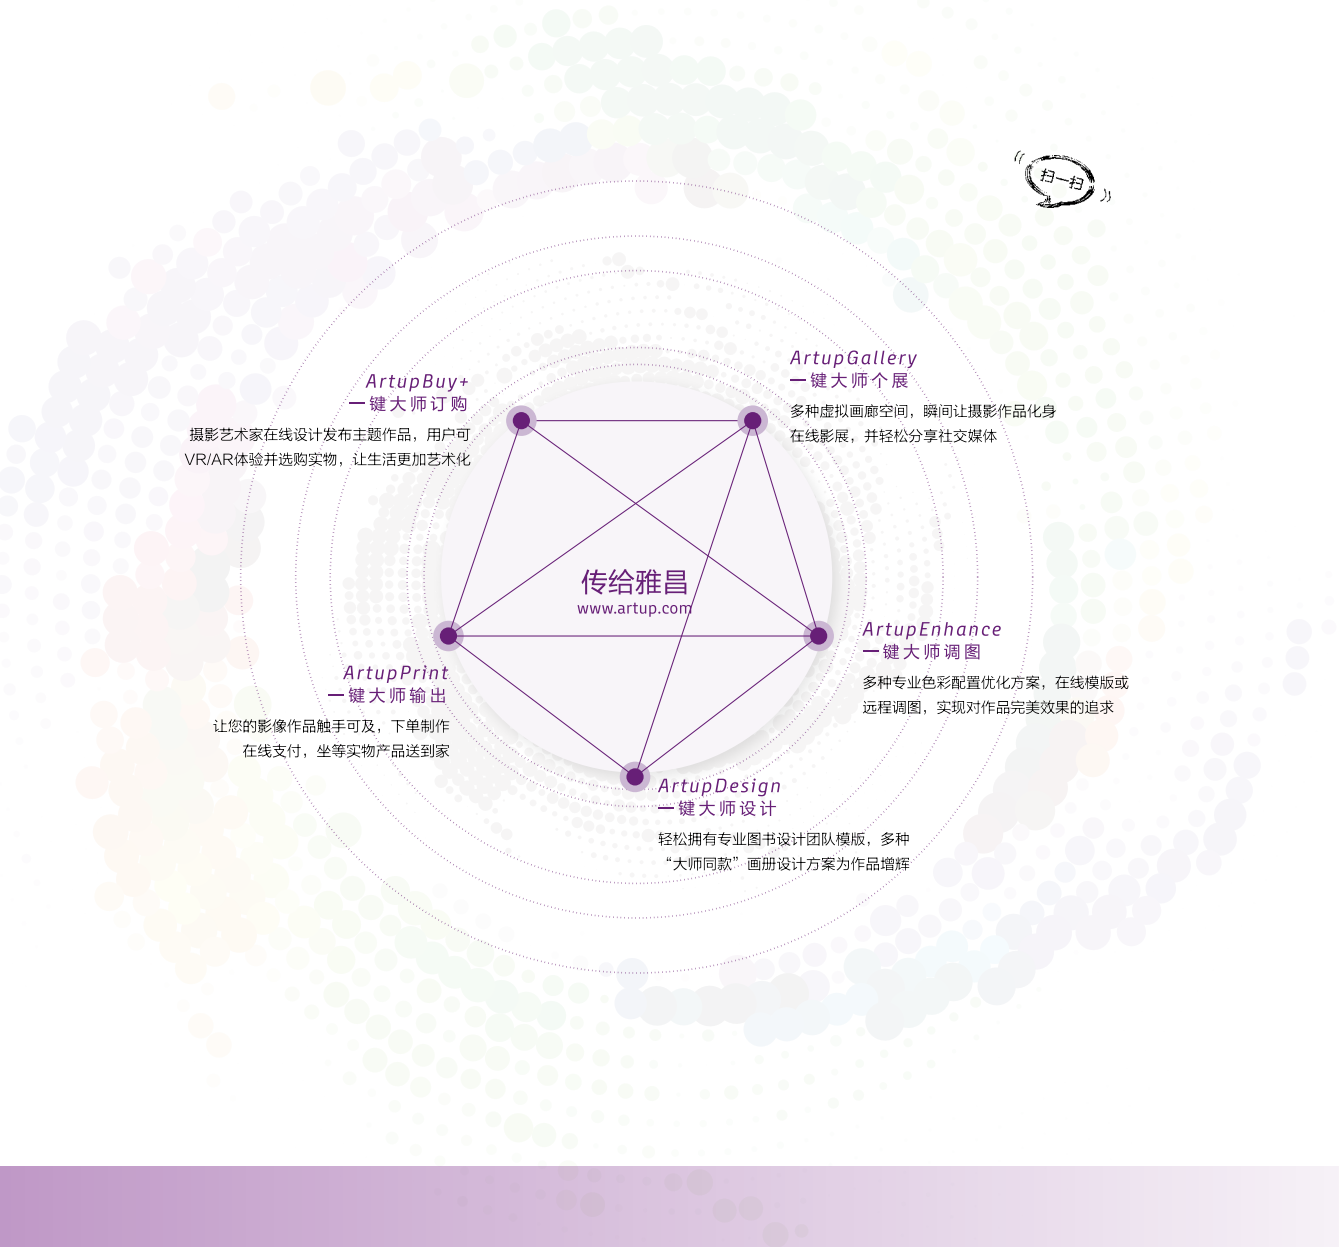 扫一扫
ArtupGallery
一键大师个展
多种虚拟画廊空间，瞬间让摄影作品化身
在线影展，并轻松分享社交媒体
ArtupBuy+
一键大师订购
摄影艺术家在线设计发布主题作品，用户可
VR/AR体验并选购实物，让生活更加艺术化
传给雅昌
www.artup.com
ArtupEnhance
一键大师调图
多种专业色彩配置优化方案，在线模版或
远程调图，实现对作品完美效果的追求
ArtupPrint
一键大师输出
让您的影像作品触手可及，下单制作
在线支付，坐等实物产品送到家
ArtupDesign
一键大师设计
轻松拥有专业图书设计团队模版，多种
“大师同款”画册设计方案为作品增辉